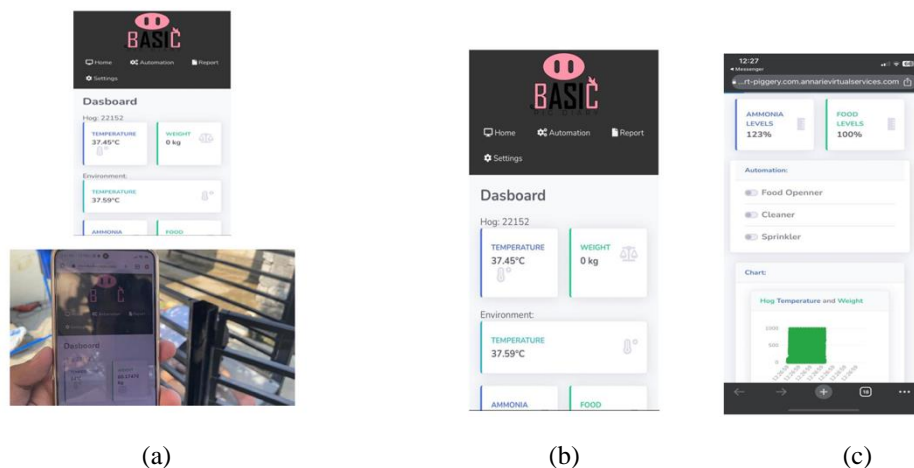 BASIC
Home Automation Report
Settings
Dasboard
Hog: 22152
TEMPERATURE WEIGHT
37.45°C 0 kg
Environment:
TEMPERATURE
37.59°C
AMMONIA FOOD
B C
Dasboard
WEIGHT
kg
(a)
BASIC
Home Automation Report
Settings
Dasboard
Hog: 22152
TEMPERATURE WEIGHT
37.45°C 0 kg
Environment:
TEMPERATURE
37.59°C
AMMONIA FOOD
(b)
12:27
Messenger
...rt-piggery.com.annarievirtualservices.com
AMMONIA FOOD
LEVELS LEVELS
123% 100%
Automation:
Food Openner
Cleaner
Sprinkler
Chart:
Hog Temperature and Weight
1000
500
0
(c)